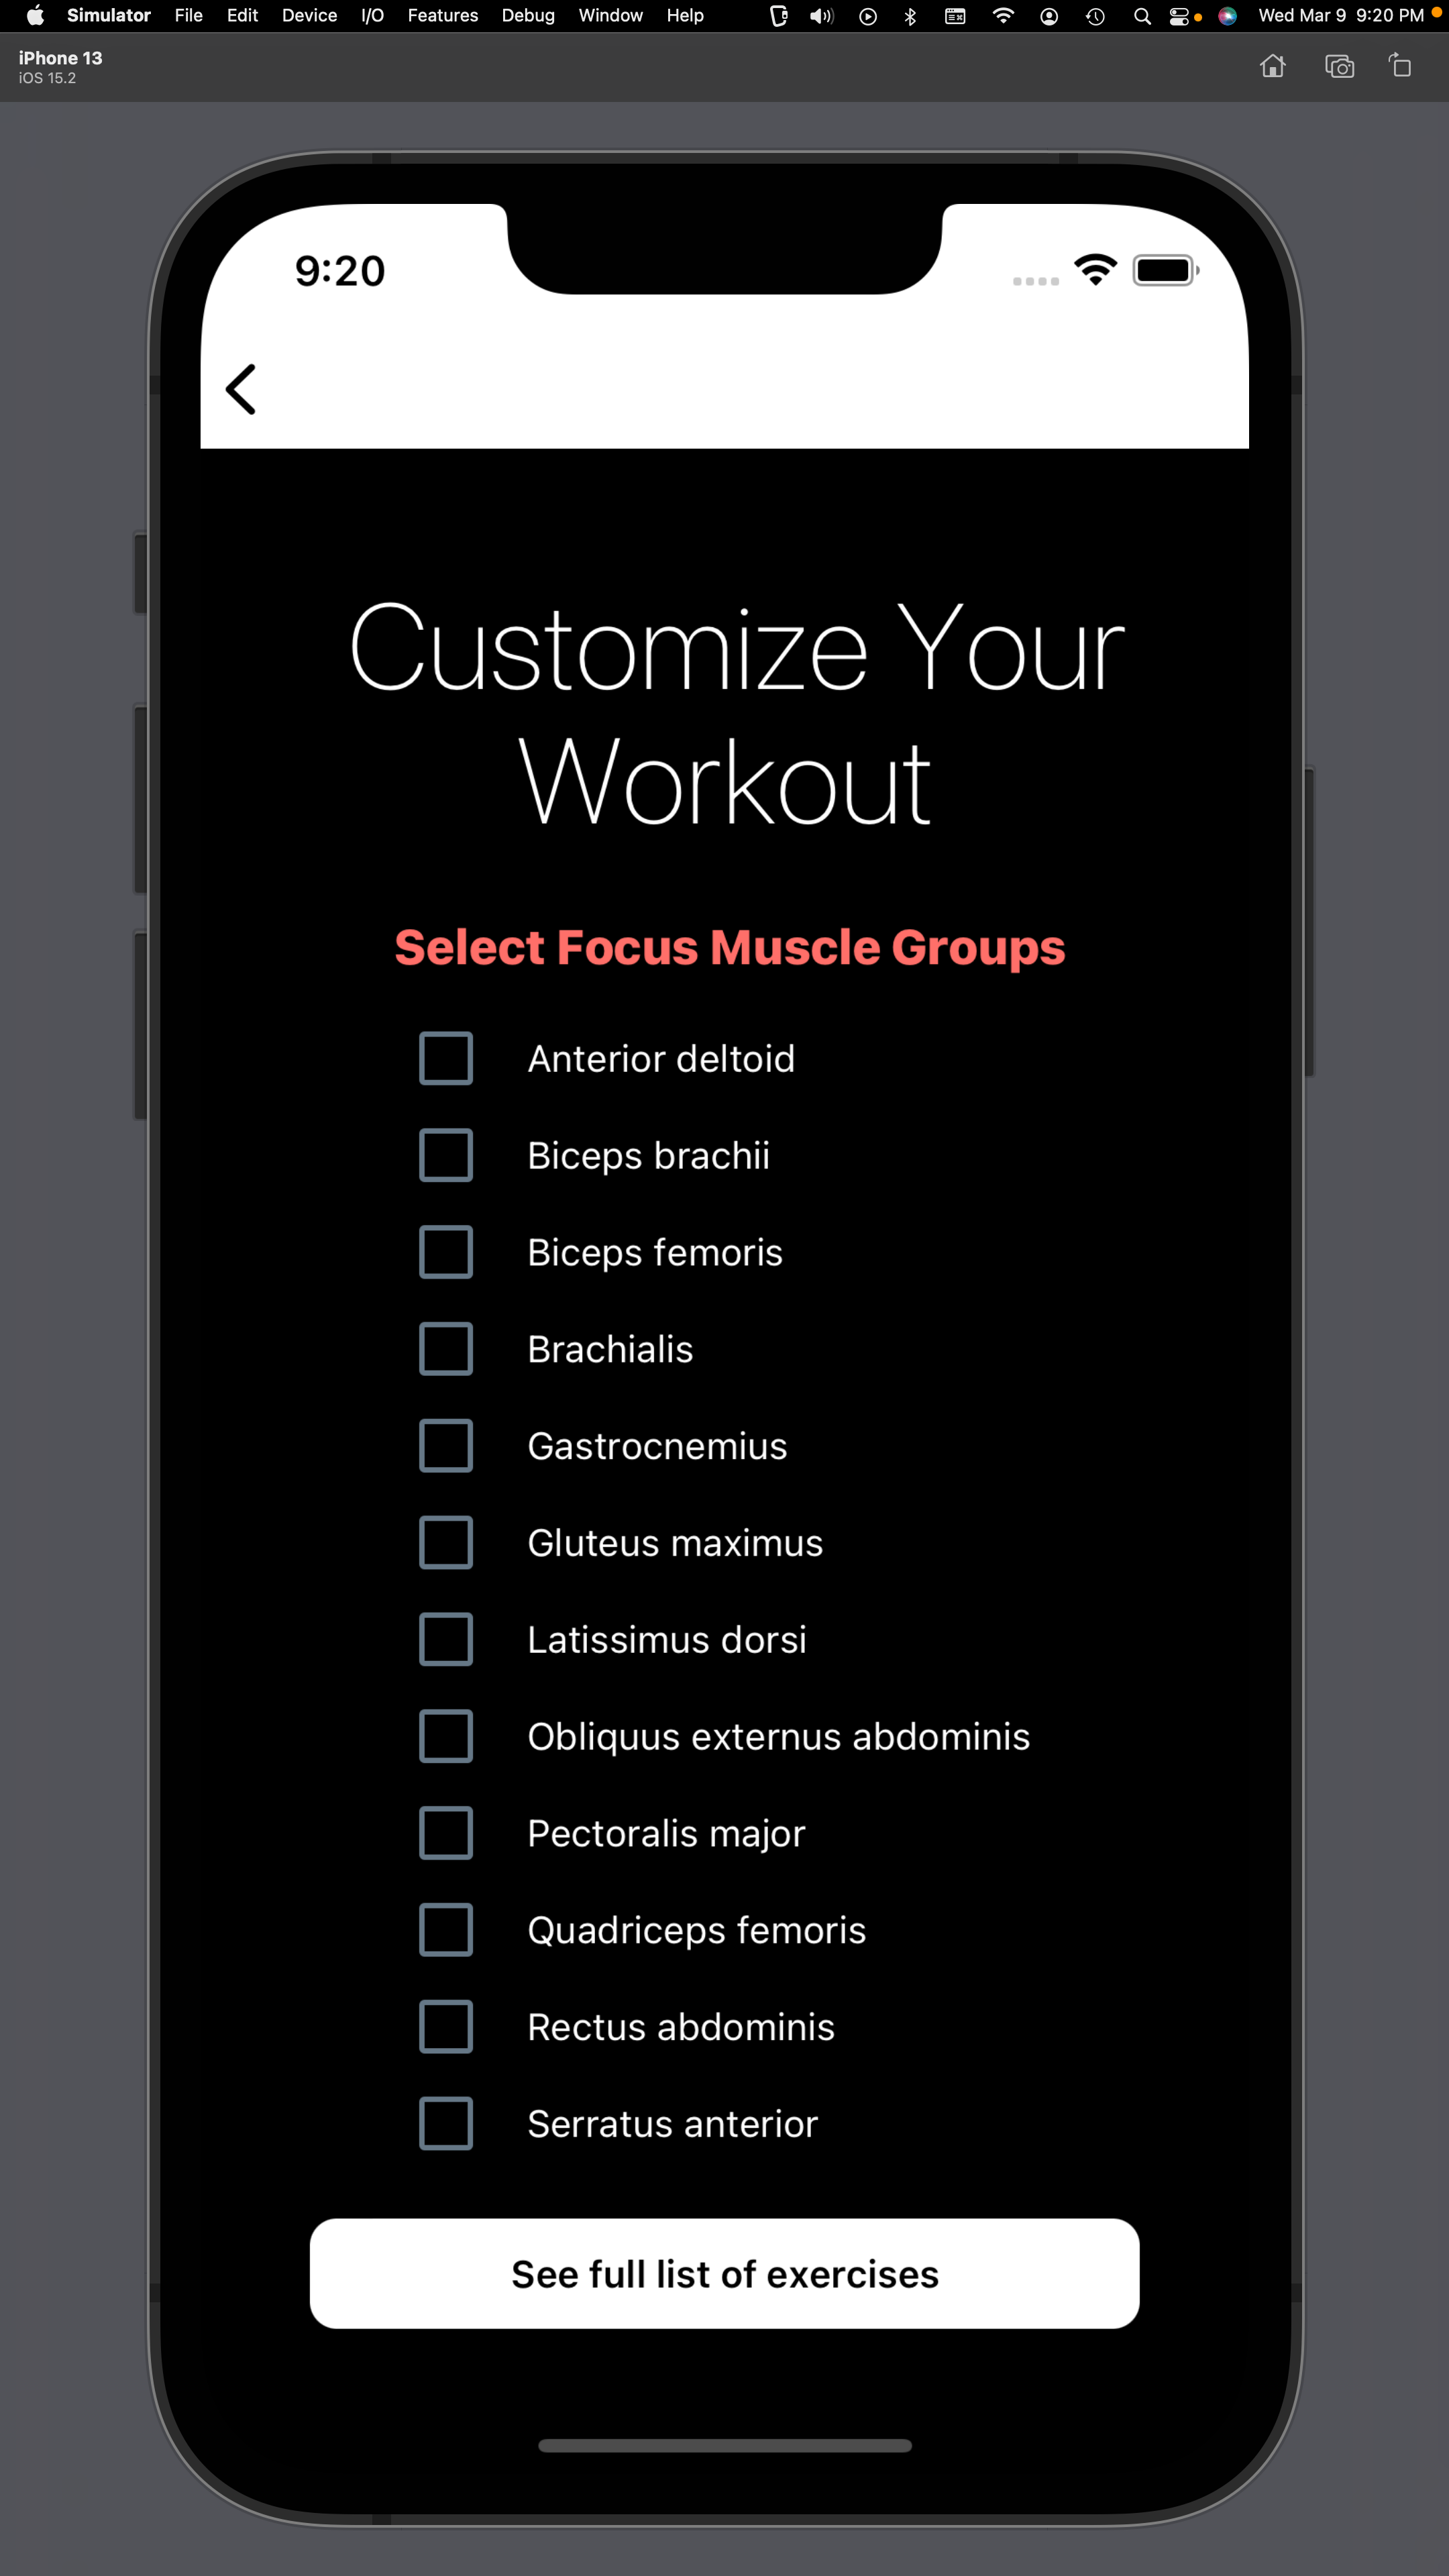 Simulator File Edit Device I/O Features Debug Window Help Wed Mar 9 9:20 PM
iPhone 13
iOS 15.2
9:20
Customize Your
Workout
Select Focus Muscle Groups
Anterior deltoid
Biceps brachii
Biceps femoris
Brachialis
Gastrocnemius
Gluteus maximus
Latissimus dorsi
Obliquus externus abdominis
Pectoralis major
Quadriceps femoris
Rectus abdominis
Serratus anterior
See full list of exercises